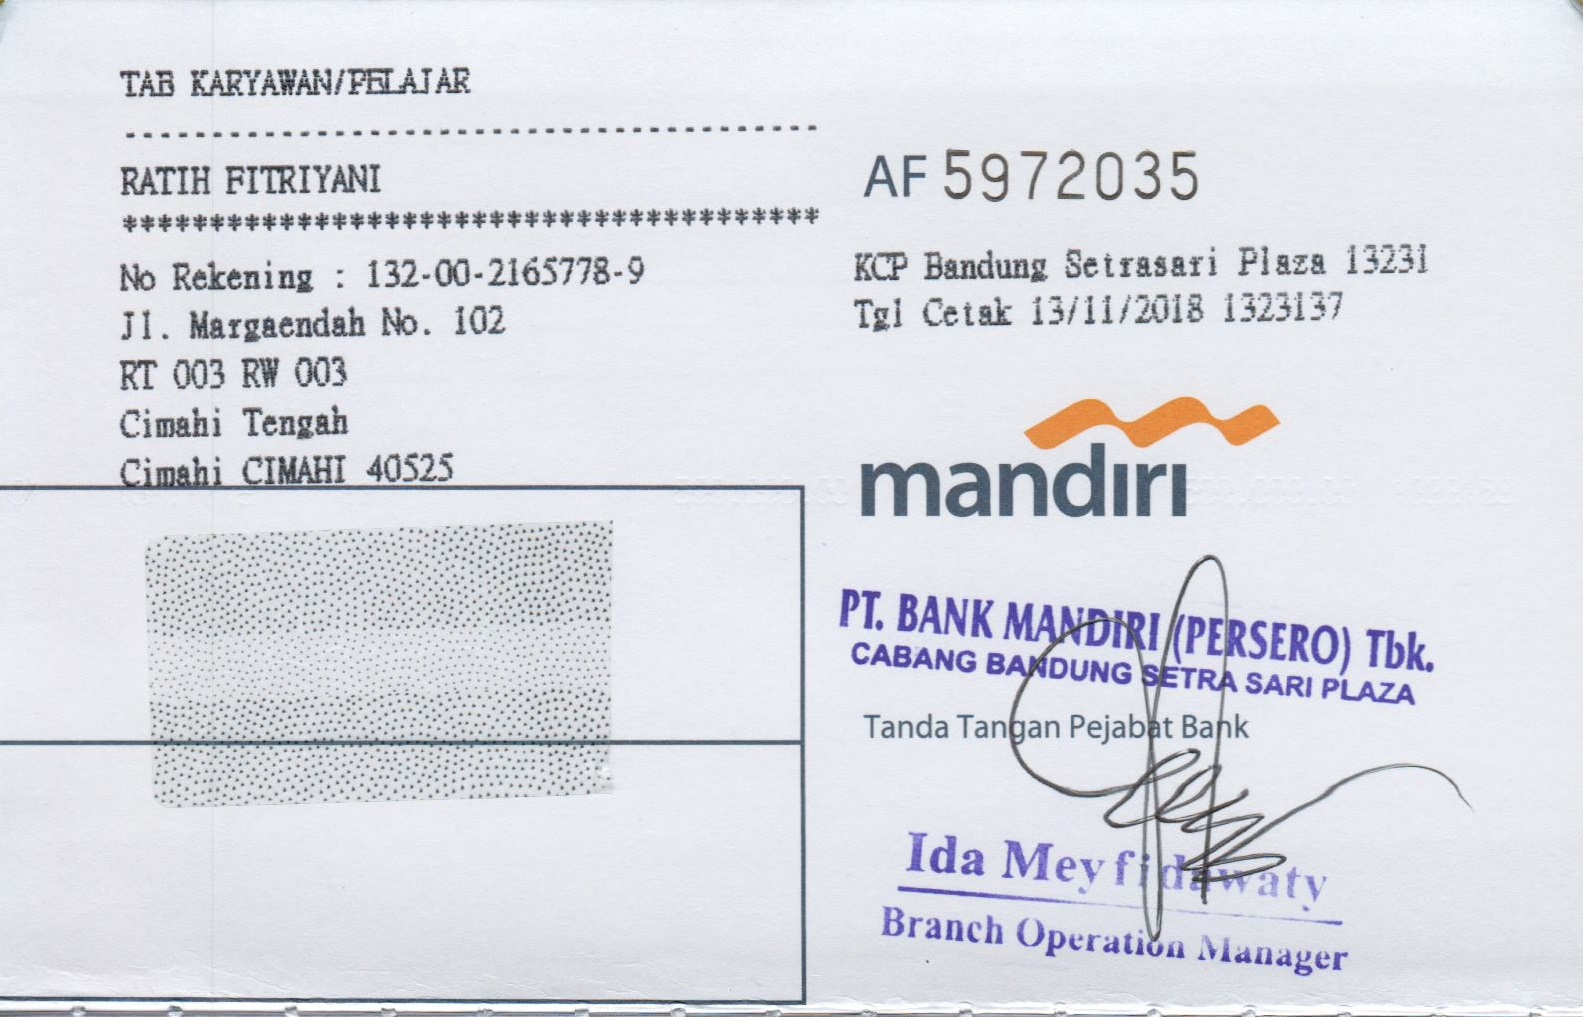 TAB KARYAWAN/PELAJAR
----------------------------------------
RATIH FITRIYANI
****************************************
No Rekening : 132-00-2165778-9
Jl. Margaendah No. 102
RT 003 RW 003
Cimahi Tengah
Cimahi CIMAHI 40525
AF 5972035
KCP Bandung Setrasari Plaza 13231
Tgl Cetak 13/11/2018 1323137
mandiri
PT. BANK MANDIRI (PERSERO) Tbk.
CABANG BANDUNG SETRA SARI PLAZA
Tanda Tangan Pejabat Bank
Ida Meyfidawaty
Branch Operation Manager